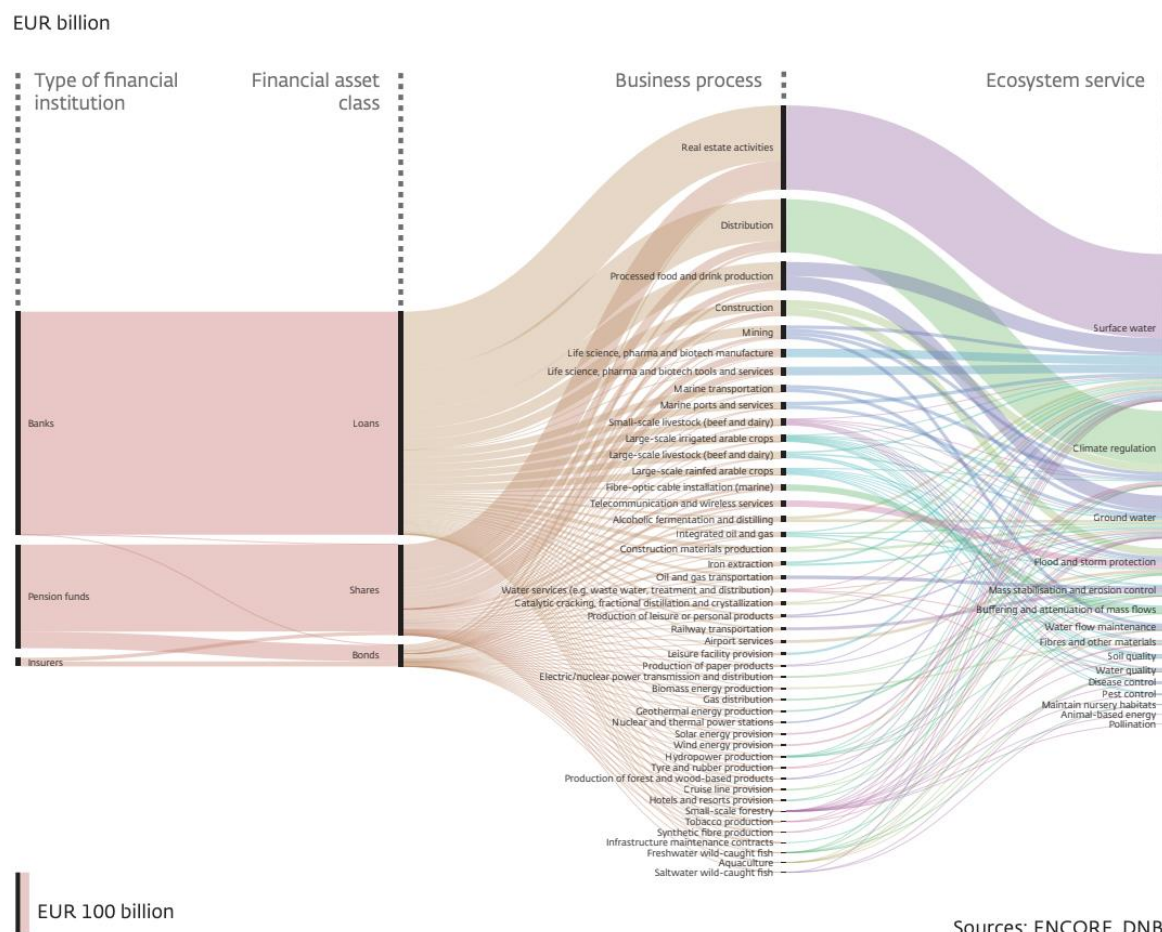 EUR billion
Type of financial
institution
Financial asset
class
Business process
Ecosystem service
Banks
Pension funds
Insurers
Loans
Shares
Bonds
Real estate activities
Distribution
Processed food and drink production
Construction
Mining
Life science, pharma and biotech manufacture
Life science, pharma and biotech tools and services
Marine transportation
Marine ports and services
Small-scale livestock (beef and dairy)
Large-scale irrigated arable crops
Large-scale livestock (beef and dairy)
Large-scale rainfed arable crops
Fibre-optic cable installation (marine)
Telecommunication and wireless services
Alcoholic fermentation and distilling
Integrated oil and gas
Construction materials production
Iron extraction
Oil and gas transportation
Water services (e.g. waste water, treatment and distribution)
Catalytic cracking, fractional distillation and crystallization
Production of leisure or personal products
Railway transportation
Airport services
Leisure facility provision
Production of paper products
Electric/nuclear power transmission and distribution
Biomass energy production
Gas distribution
Geothermal energy production
Nuclear and thermal power stations
Solar energy provision
Wind energy provision
Hydropower production
Tyre and rubber production
Production of forest and wood-based products
Cruise line provision
Hotels and resorts provision
Small-scale forestry
Tobacco production
Synthetic fibre production
Infrastructure maintenance contracts
Freshwater wild-caught fish
Aquaculture
Saltwater wild-caught fish
Surface water
Climate regulation
Ground water
Flood and storm protection
Mass stabilisation and erosion control
Buffering and attenuation of mass flows
Water flow maintenance
Fibres and other materials
Soil quality
Water quality
Disease control
Pest control
Maintain nursery habitats
Animal-based energy
Pollination
EUR 100 billion
Sources: ENCORE, DNB